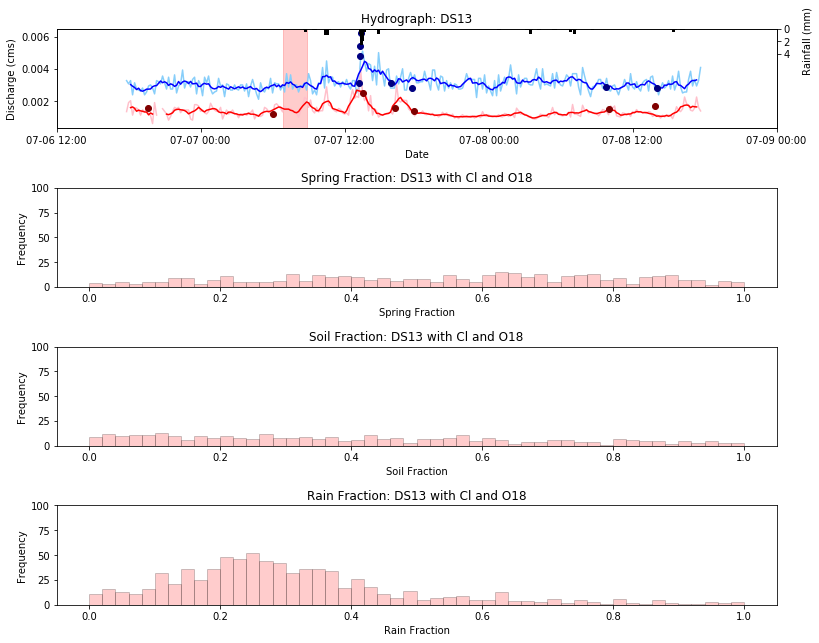 Hydrograph: DS13
0.006
0.004
0.002
Discharge (cms)
0
2
4
Rainfall (mm)
07-06 12:00 07-07 00:00 07-07 12:00 07-08 00:00 07-08 12:00 07-09 00:00
Date
Spring Fraction: DS13 with Cl and O18
100
75
50
25
0
Frequency
0.0 0.2 0.4 0.6 0.8 1.0
Spring Fraction
Soil Fraction: DS13 with Cl and O18
100
75
50
25
0
Frequency
0.0 0.2 0.4 0.6 0.8 1.0
Soil Fraction
Rain Fraction: DS13 with Cl and O18
100
75
50
25
0
Frequency
0.0 0.2 0.4 0.6 0.8 1.0
Rain Fraction